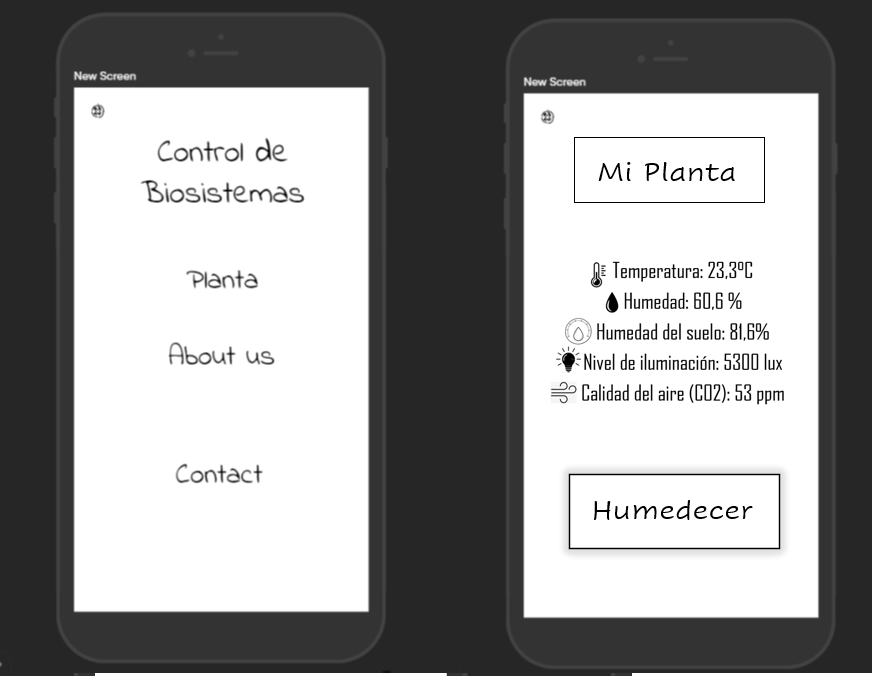 New Screen
Control de
Biosistemas
Planta
About us
Contact
New Screen
Mi Planta
Temperatura: 23,3ºC
Humedad: 60,6 %
Humedad del suelo: 81,6%
Nivel de iluminación: 5300 lux
Calidad del aire (CO2): 53 ppm
Humedecer